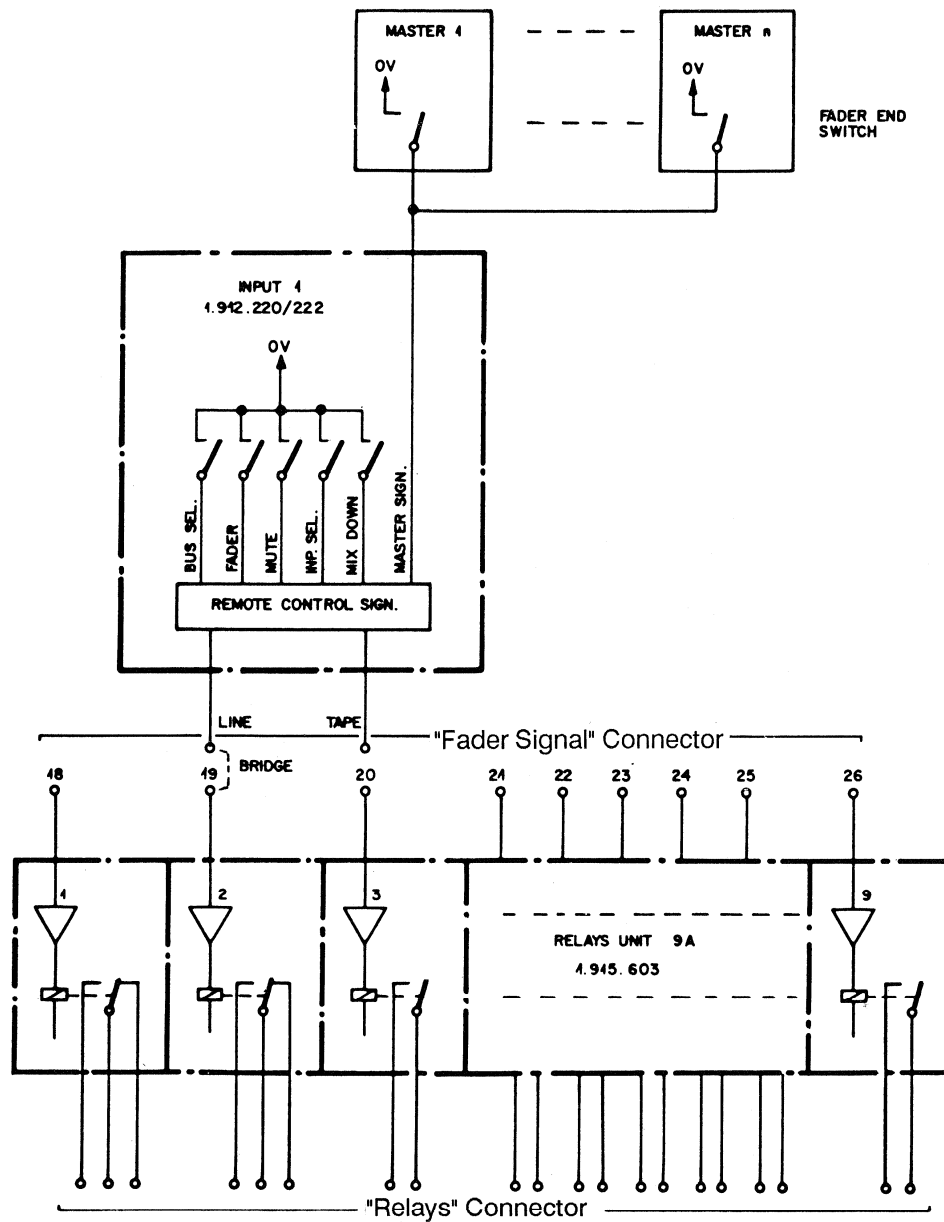 MASTER 1
MASTER n
0V
0V
FADER END
SWITCH
INPUT 1
1.912.220/222
0V
BUS SEL.
FADER
MUTE
INP. SEL.
MIX DOWN
MASTER SIGN.
REMOTE CONTROL SIGN.
LINE
TAPE
"Fader Signal" Connector
BRIDGE
18
19
20
21
22
23
24
25
26
1
2
3
9
RELAYS UNIT 9A
1.915.603
"Relays" Connector